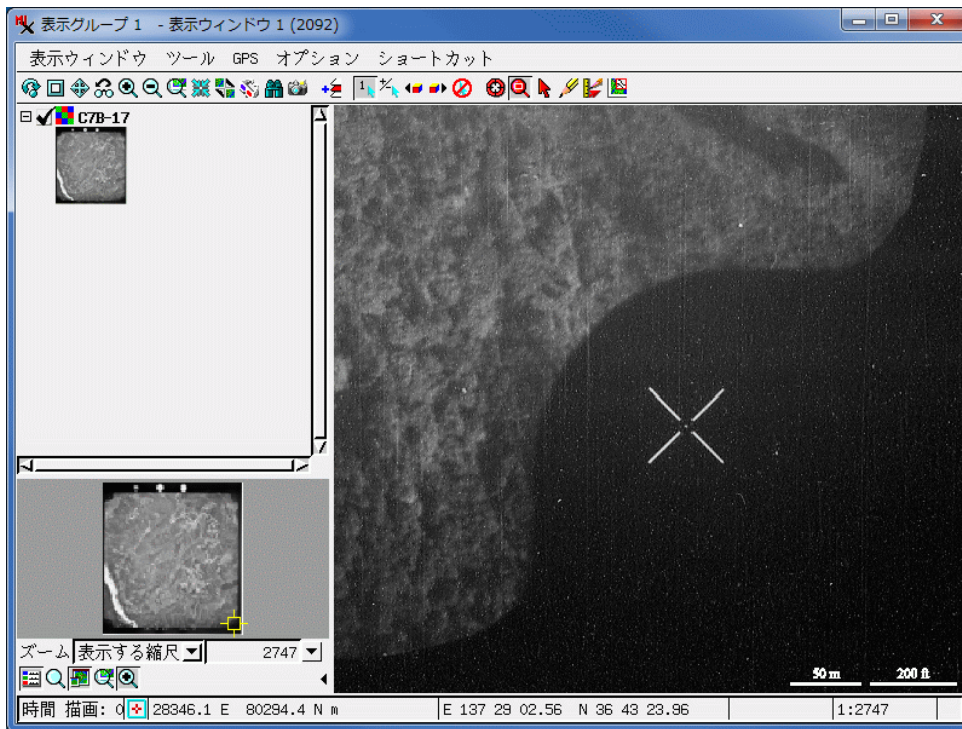 表示グループ 1 - 表示ウィンドウ 1 (2092)
表示ウィンドウ ツール GPS オプション ショートカット
C7B-17
ズーム 表示する縮尺 2747
50 m 200 ft
時間 描画: 0 28346.1 E 80294.4 N m E 137 29 02.56 N 36 43 23.96 1:2747